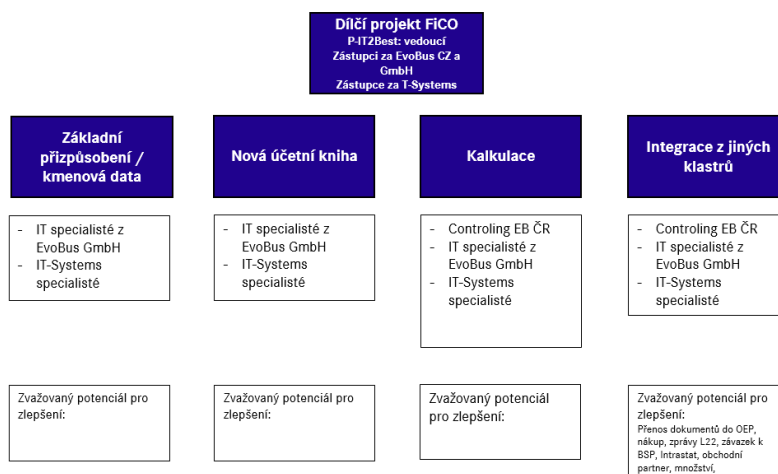 Dílčí projekt FiCO
P-IT2Best: vedoucí
Zástupci za EvoBus CZ a
GmbH
Zástupce za T-Systems
Základní
přizpůsobení /
kmenová data
Nová účetní kniha
Kalkulace
Integrace z jiných
klastrů
- IT specialisté z
EvoBus GmbH
- IT-Systems
specialisté
- IT specialisté z
EvoBus GmbH
- IT-Systems
specialisté
- Controling EB ČR
- IT specialisté z
EvoBus GmbH
- IT-Systems
specialisté
- Controling EB ČR
- IT specialisté z
EvoBus GmbH
- IT-Systems
specialisté
Zvažovaný potenciál pro
zlepšení:
Zvažovaný potenciál pro
zlepšení:
Zvažovaný potenciál
pro zlepšení:
Zvažovaný potenciál pro
zlepšení:
Přenos dokumentů do OEP,
nákup, zprávy L22, závazek k
BSP, Intrastat, obchodní
partner, množství,